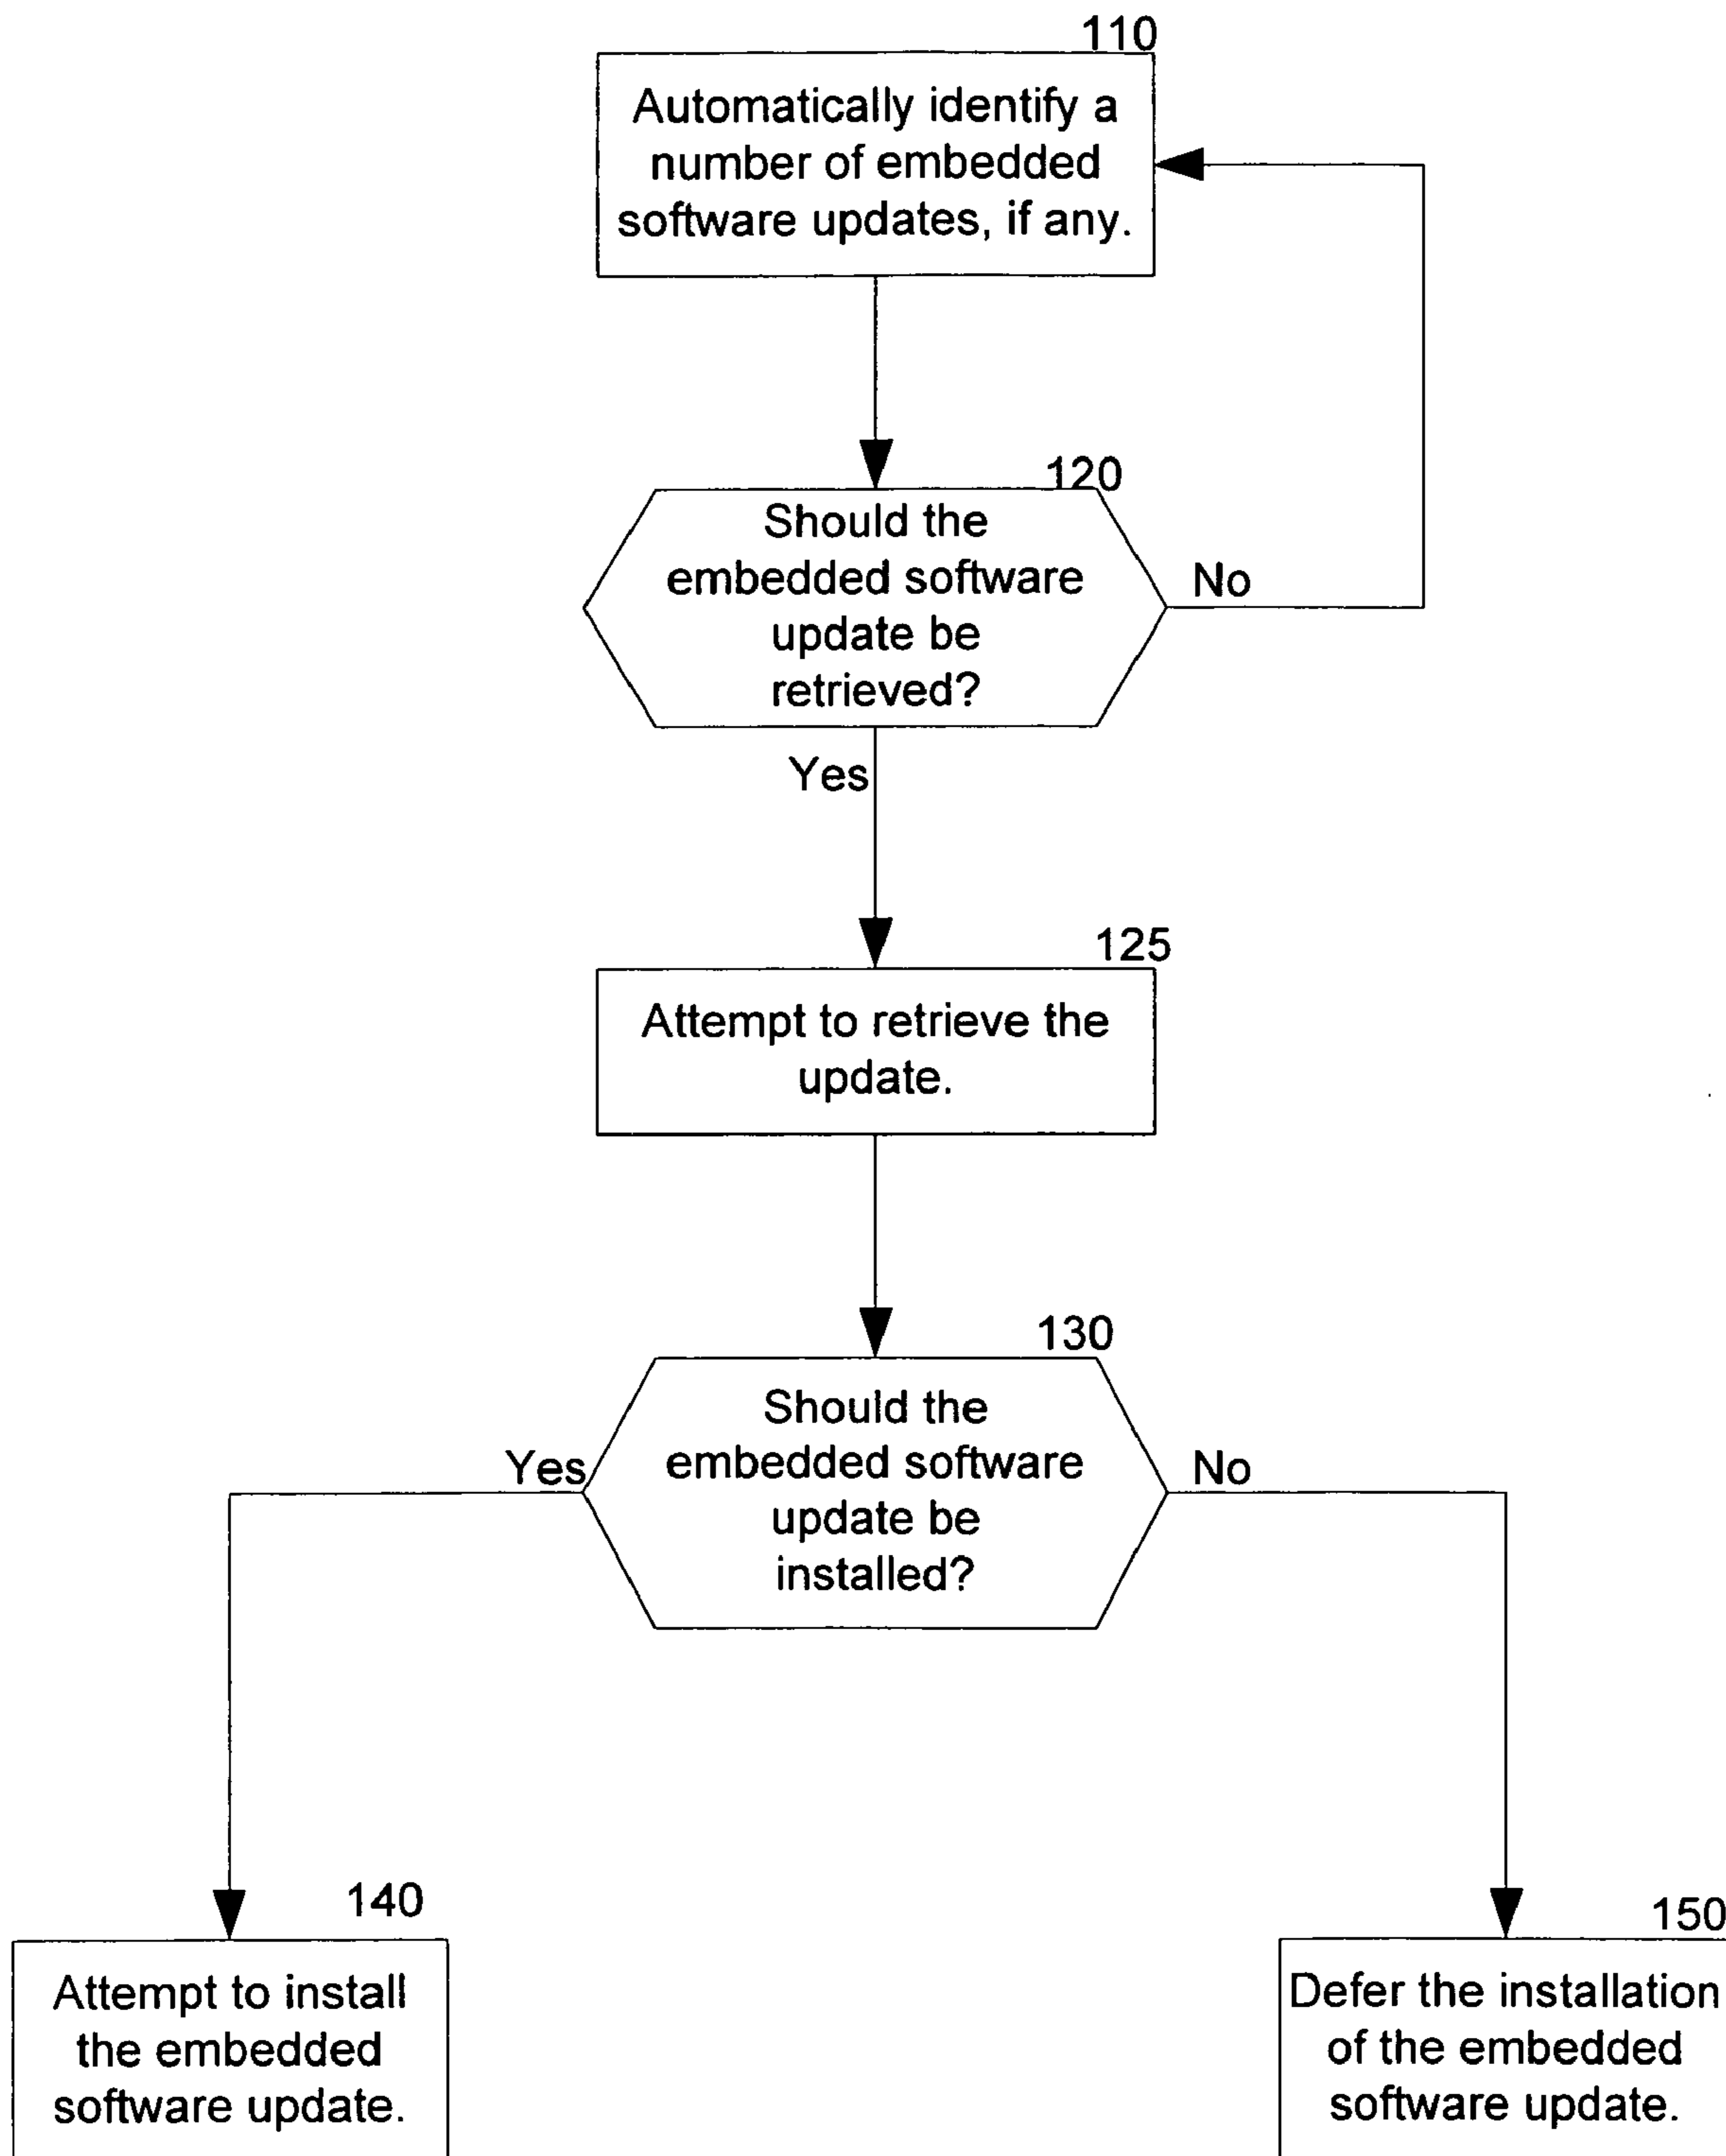 110
Automatically identify a
number of embedded
software updates, if any.
120
Should the
embedded software
update be
retrieved?
No
Yes
125
Attempt to retrieve the
update.
130
Should the
embedded software
update be
installed?
Yes
No
140
Attempt to install
the embedded
software update.
150
Defer the installation
of the embedded
software update.